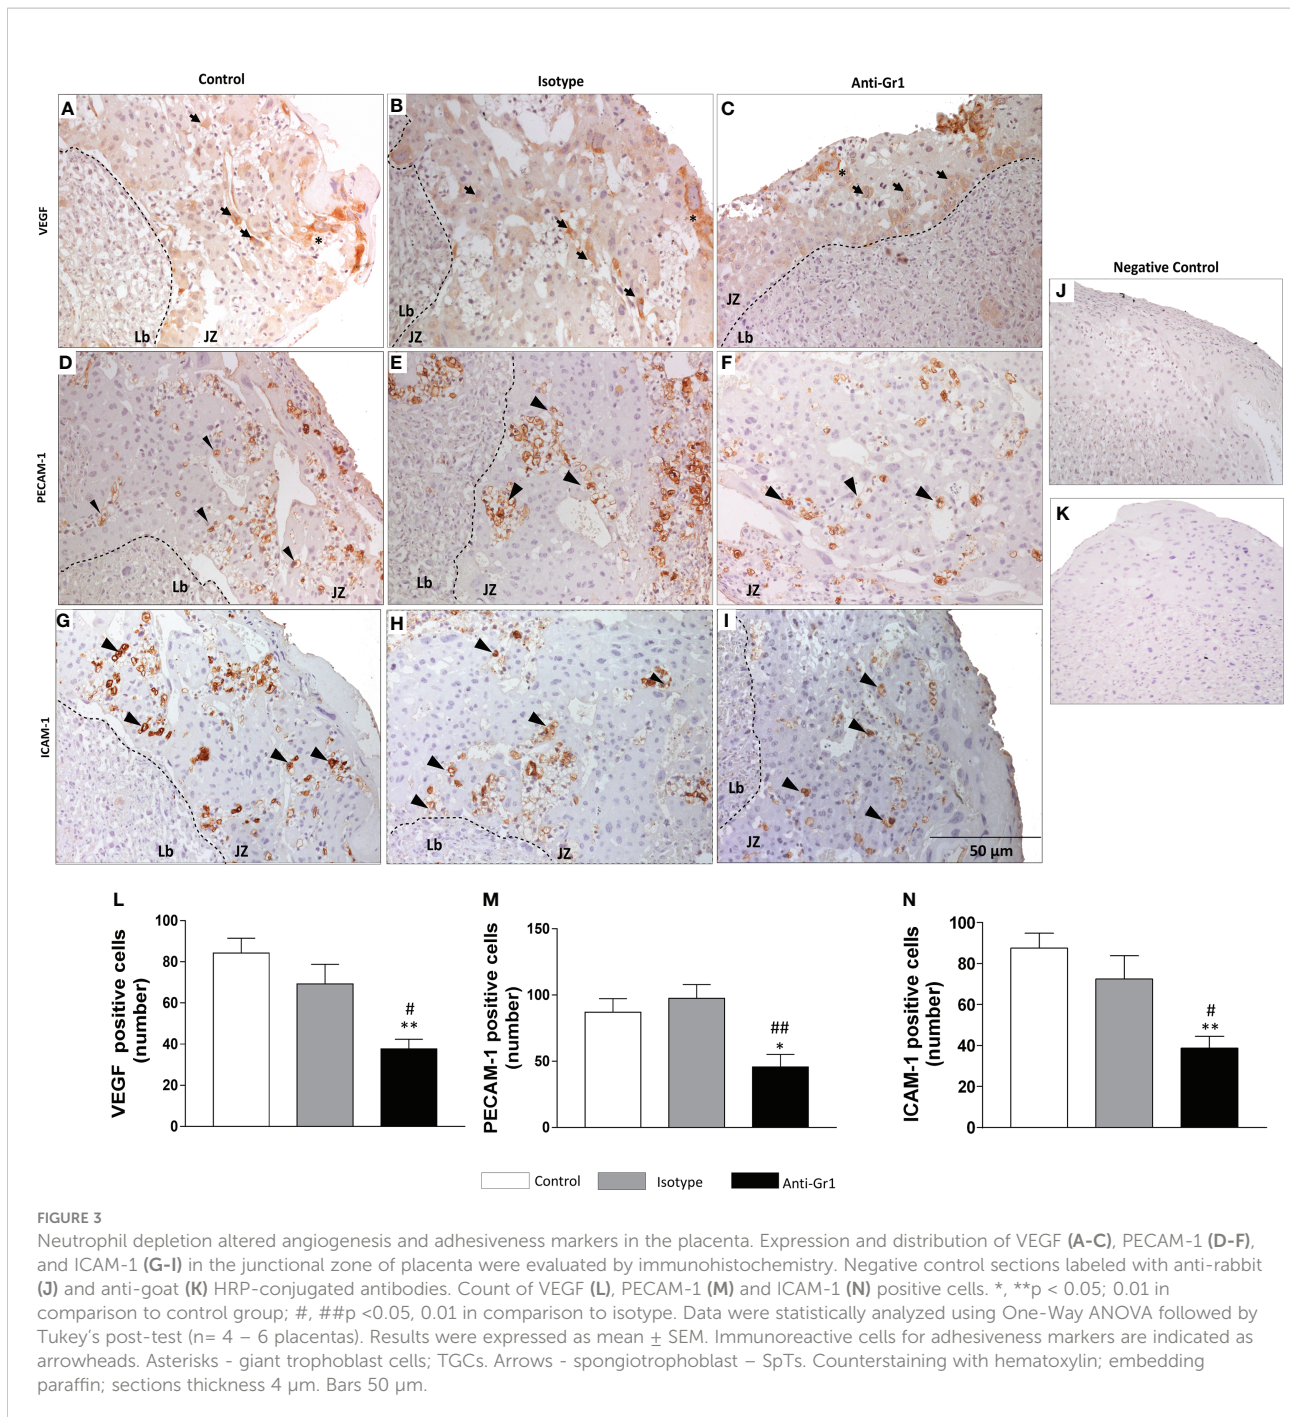 Control
Isotype
Anti-Gr1
A
B
C
VEGF
*
*
*
Lb
JZ
Lb
JZ
JZ
Lb
Negative Control
J
D
E
F
PECAM-1
Lb
JZ
Lb
JZ
JZ
K
G
H
I
ICAM-1
Lb
JZ
Lb
JZ
Lb
JZ
50 µm
L
VEGF positive cells
(number)
100
80
60
40
20
0
#
**
M
PECAM-1 positive cells
(number)
150
100
50
0
##
*
N
ICAM-1 positive cells
(number)
100
80
60
40
20
0
#
**
Control
Isotype
Anti-Gr1
FIGURE 3
Neutrophil depletion altered angiogenesis and adhesiveness markers in the placenta. Expression and distribution of VEGF (A-C), PECAM-1 (D-F),
and ICAM-1 (G-I) in the junctional zone of placenta were evaluated by immunohistochemistry. Negative control sections labeled with anti-rabbit
(J) and anti-goat (K) HRP-conjugated antibodies. Count of VEGF (L), PECAM-1 (M) and ICAM-1 (N) positive cells. *, **p < 0.05; 0.01 in
comparison to control group; #, ##p <0.05, 0.01 in comparison to isotype. Data were statistically analyzed using One-Way ANOVA followed by
Tukey’s post-test (n= 4 – 6 placentas). Results were expressed as mean ± SEM. Immunoreactive cells for adhesiveness markers are indicated as
arrowheads. Asterisks - giant trophoblast cells; TGCs. Arrows - spongiotrophoblast – SpTs. Counterstaining with hematoxylin; embedding
paraffin; sections thickness 4 µm. Bars 50 µm.